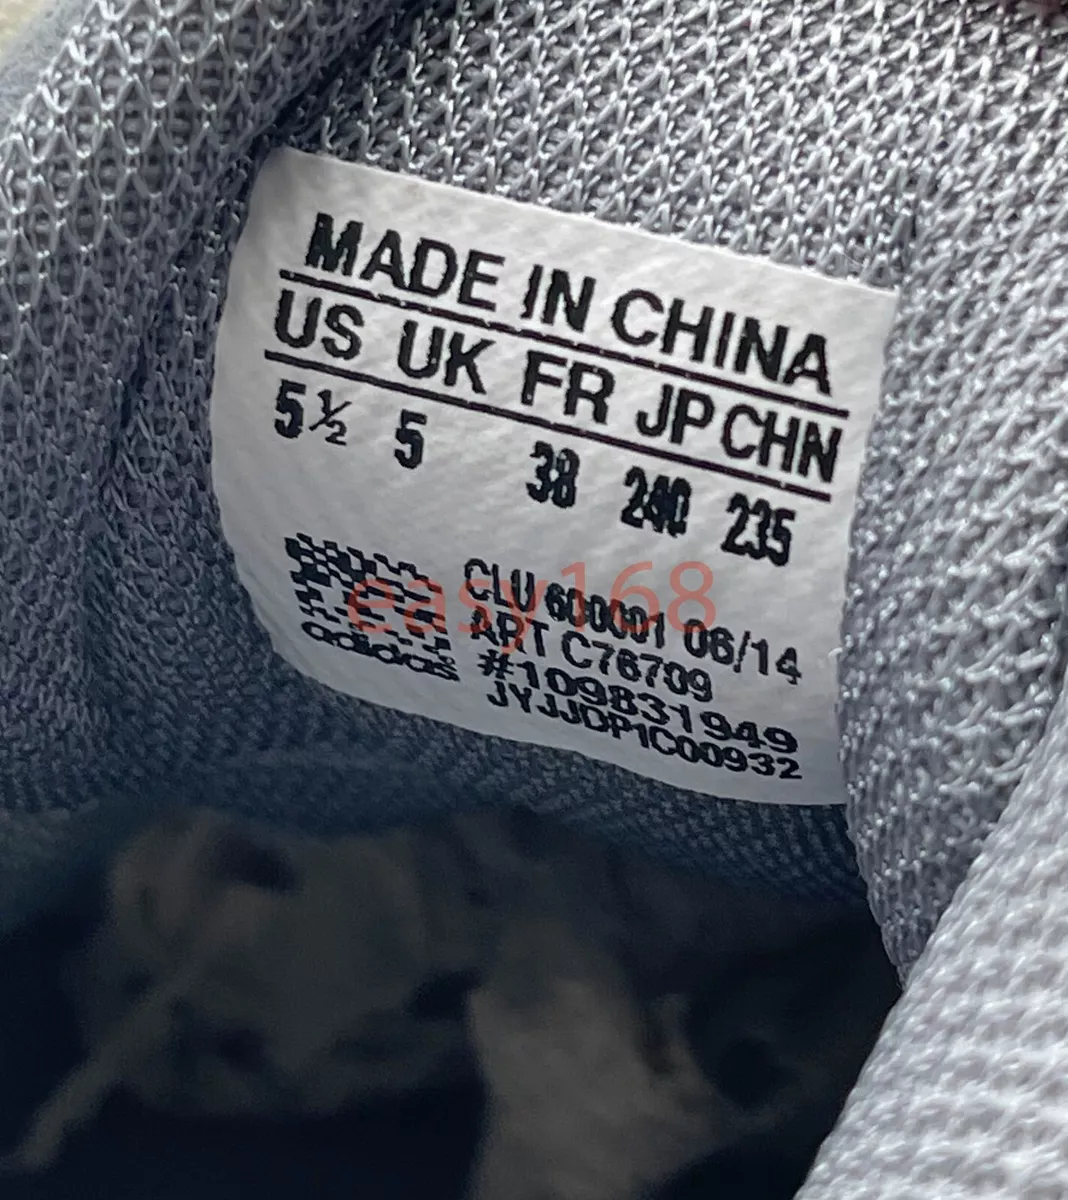 MADE IN CHINA
US UK FR JP CHN
5½ 5 38 240 235
easy168
CLU 600001 06/14
ART C76709
#109831949
JYJJDP1C00932
adidas